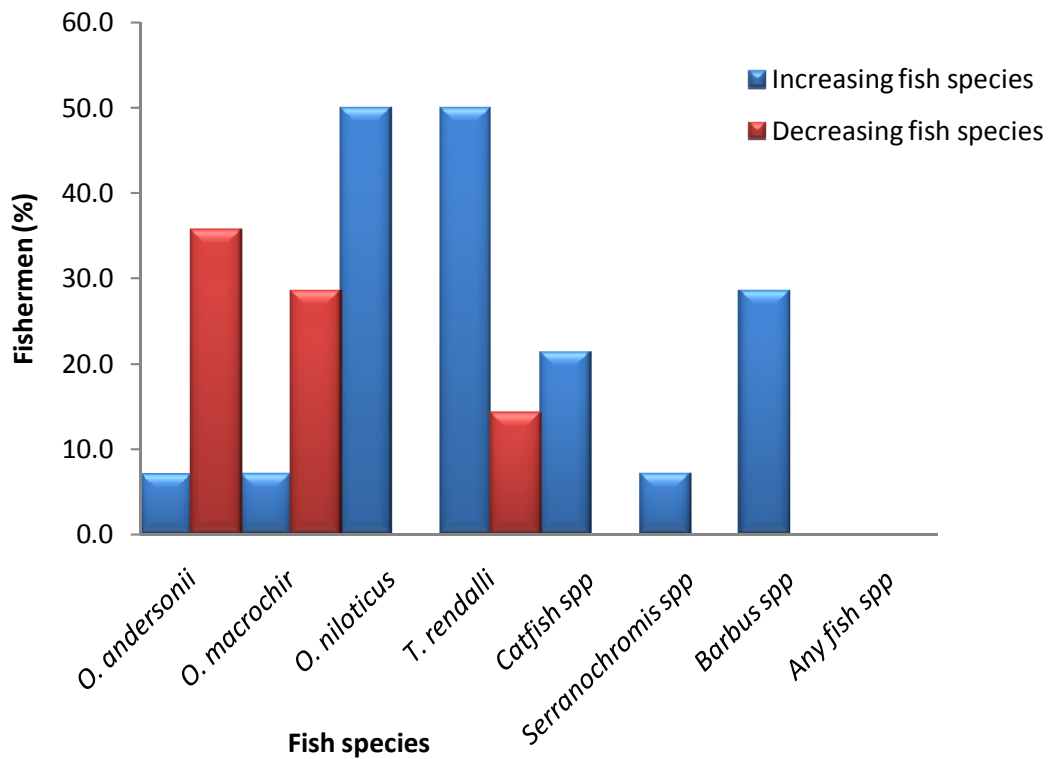 60.0
50.0
40.0
30.0
20.0
10.0
0.0
Fishermen (%)
Increasing fish species
Decreasing fish species
O. andersonii
O. macrochir
O. niloticus
T. rendalli
Catfish spp
Serranochromis spp
Barbus spp
Any fish spp
Fish species